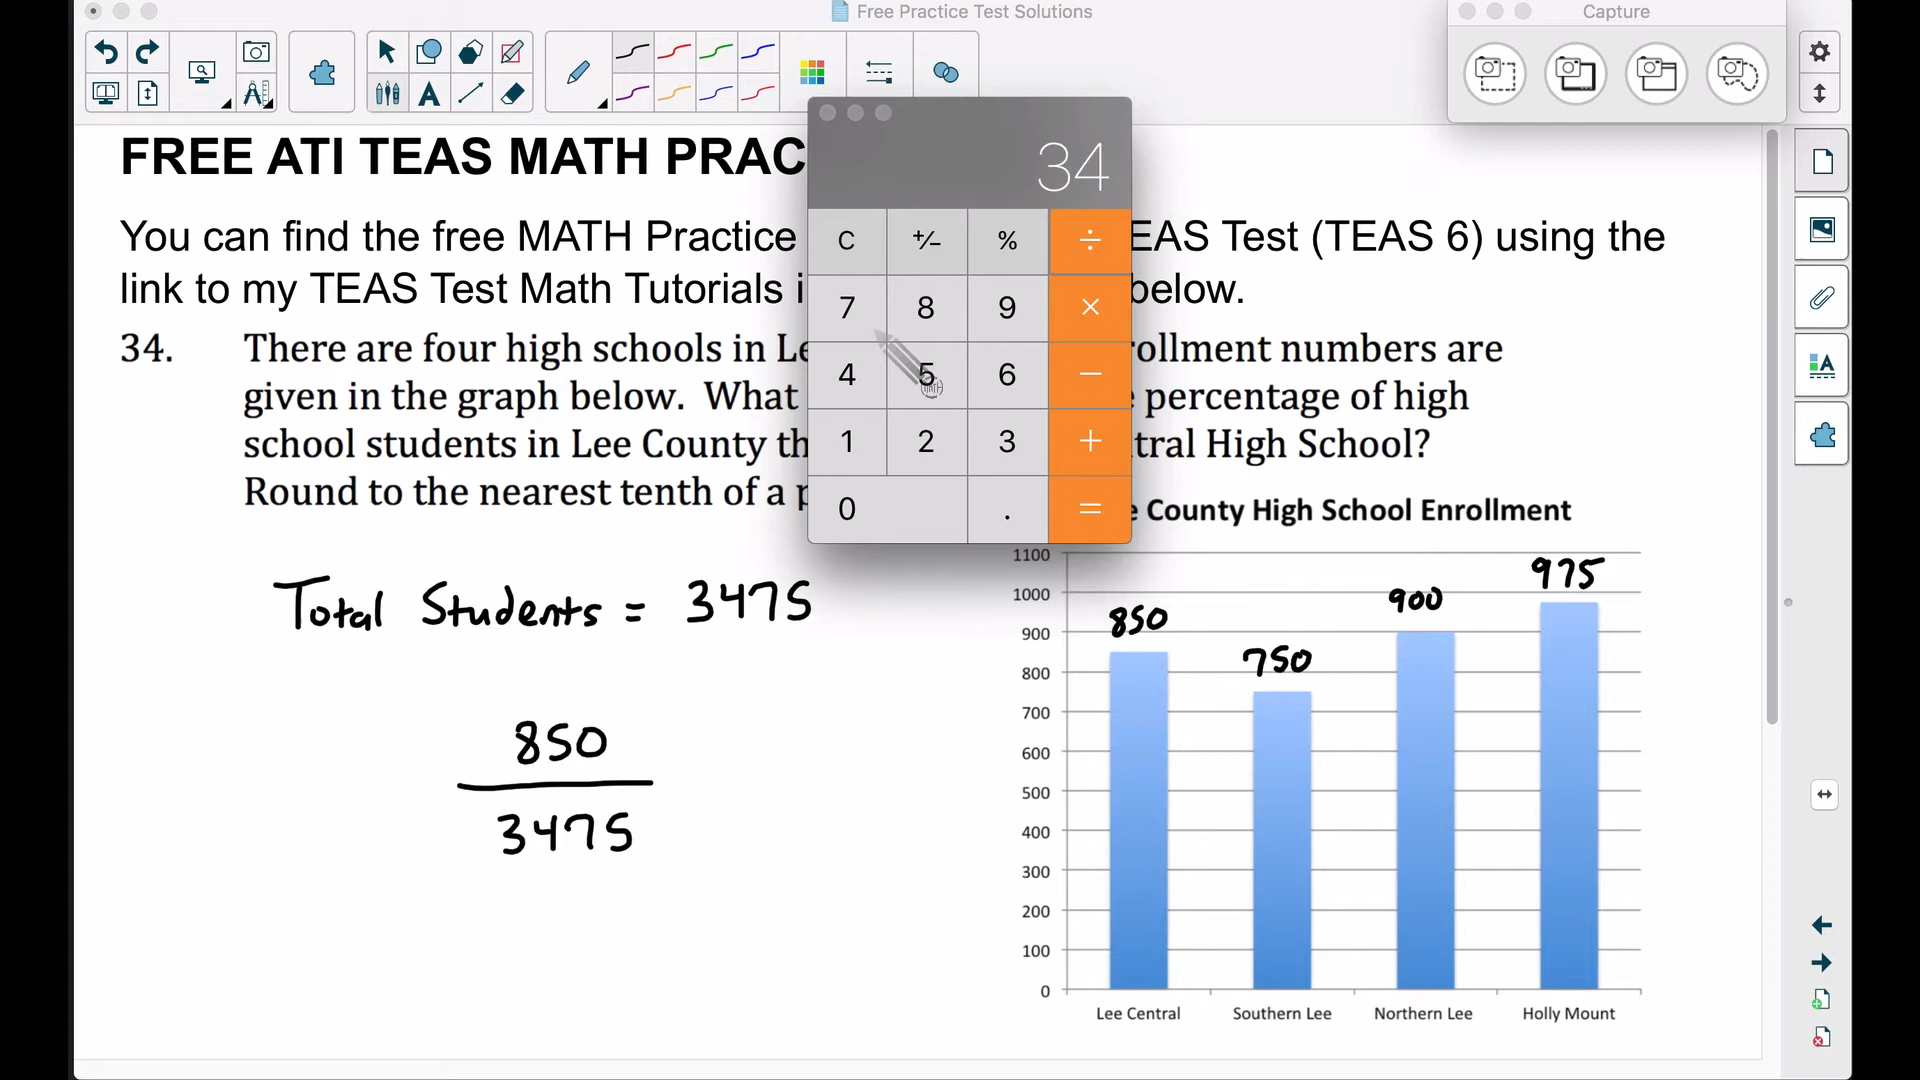 Free Practice Test Solutions
Capture
FREE ATI TEAS MATH PRAC
34
You can find the free MATH Practice EAS Test (TEAS 6) using the
link to my TEAS Test Math Tutorials i below.
C +/− % ÷
7 8 9 ×
4 5 6 −
1 2 3 +
0 . =
34. There are four high schools in Le rollment numbers are
given in the graph below. What percentage of high
school students in Lee County th tral High School?
Round to the nearest tenth of a p
Total Students = 3475
850
3475
e County High School Enrollment
1100
1000
900
800
700
600
500
400
300
200
100
0
850
750
900
975
Lee Central Southern Lee Northern Lee Holly Mount